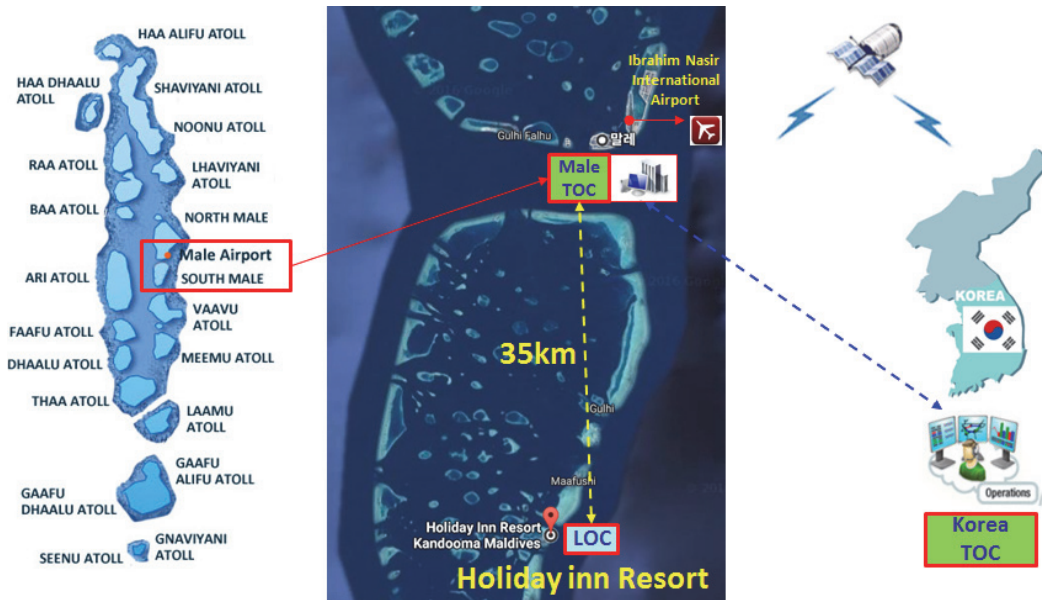 HAA ALIFU ATOLL
HAA DHAALU
ATOLL
SHAVIYANI ATOLL
NOONU ATOLL
RAA ATOLL
LHAVIYANI
ATOLL
BAA ATOLL
NORTH MALE
Male Airport
SOUTH MALE
ARI ATOLL
VAAVU
ATOLL
FAAFU ATOLL
MEEMU ATOLL
DHAALU ATOLL
THAA ATOLL
LAAMU
ATOLL
GAAFU
ALIFU ATOLL
GAAFU
DHAALU ATOLL
GNAVIYANI
ATOLL
SEENU ATOLL
Ibrahim Nasir
International
Airport
Gulhi Falhu
말레
Male
TOC
35km
Gulhi
Maafushi
Holiday Inn Resort
Kandooma Maldives
LOC
Holiday inn Resort
KOREA
Operations
Korea
TOC